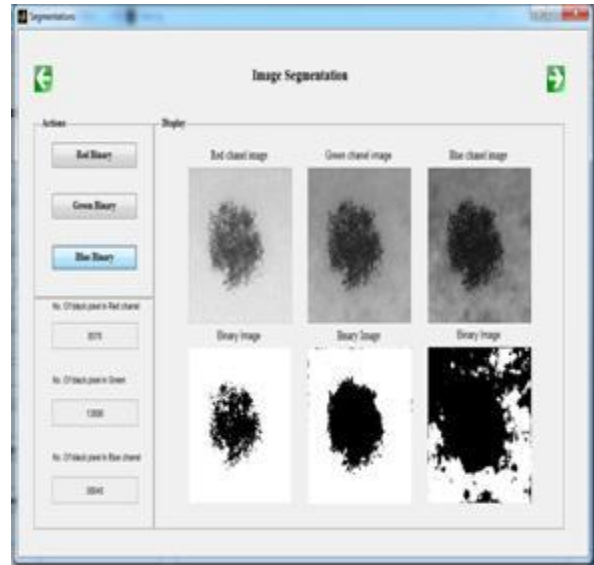 Segmentation
Image Segmentation
Actions
Display
Red Binary
Green Binary
Blue Binary
Red chanel image
Green chanel image
Blue chanel image
No. Of black pixel in Red chanel
No. Of black pixel in Green
No. Of black pixel in Blue chanel
Binary Image
Binary Image
Binary Image